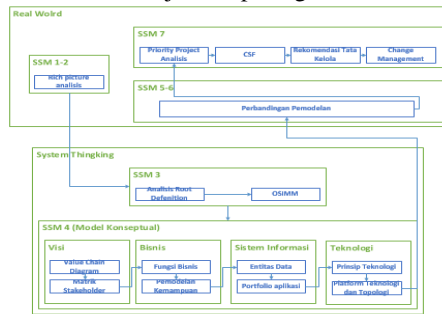 Real Wolrd
SSM 7
Priority Project Analisis
CSF
Rekomendasi Tata Kelola
Change Management
SSM 1-2
Rich picture analisis
SSM 5-6
Perbandingan Pemodelan
System Thingking
SSM 3
Analisis Root Defenition
OSIMM
SSM 4 (Model Konseptual)
Visi
Value Chain Diagram
Matrik Stakeholder
Bisnis
Fungsi Bisnis
Pemodelan Kemampuan
Sistem Informasi
Entitas Data
Portfolio aplikasi
Teknologi
Prinsip Teknologi
Platform Teknologi dan Topologi